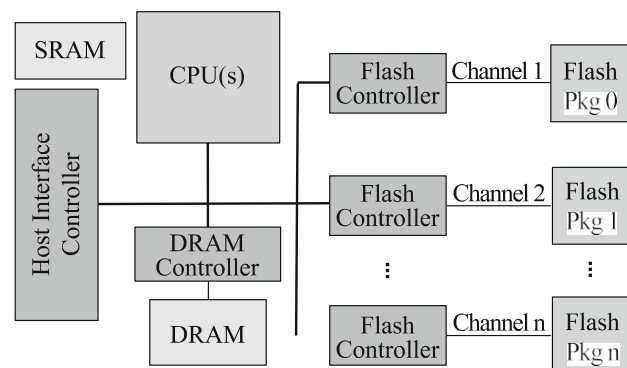 SRAM
CPU(s)
Host Interface
Controller
DRAM
Controller
DRAM
Flash
Controller
Channel 1
Flash
Pkg 0
Flash
Controller
Channel 2
Flash
Pkg 1
...
...
Flash
Controller
Channel n
Flash
Pkg n